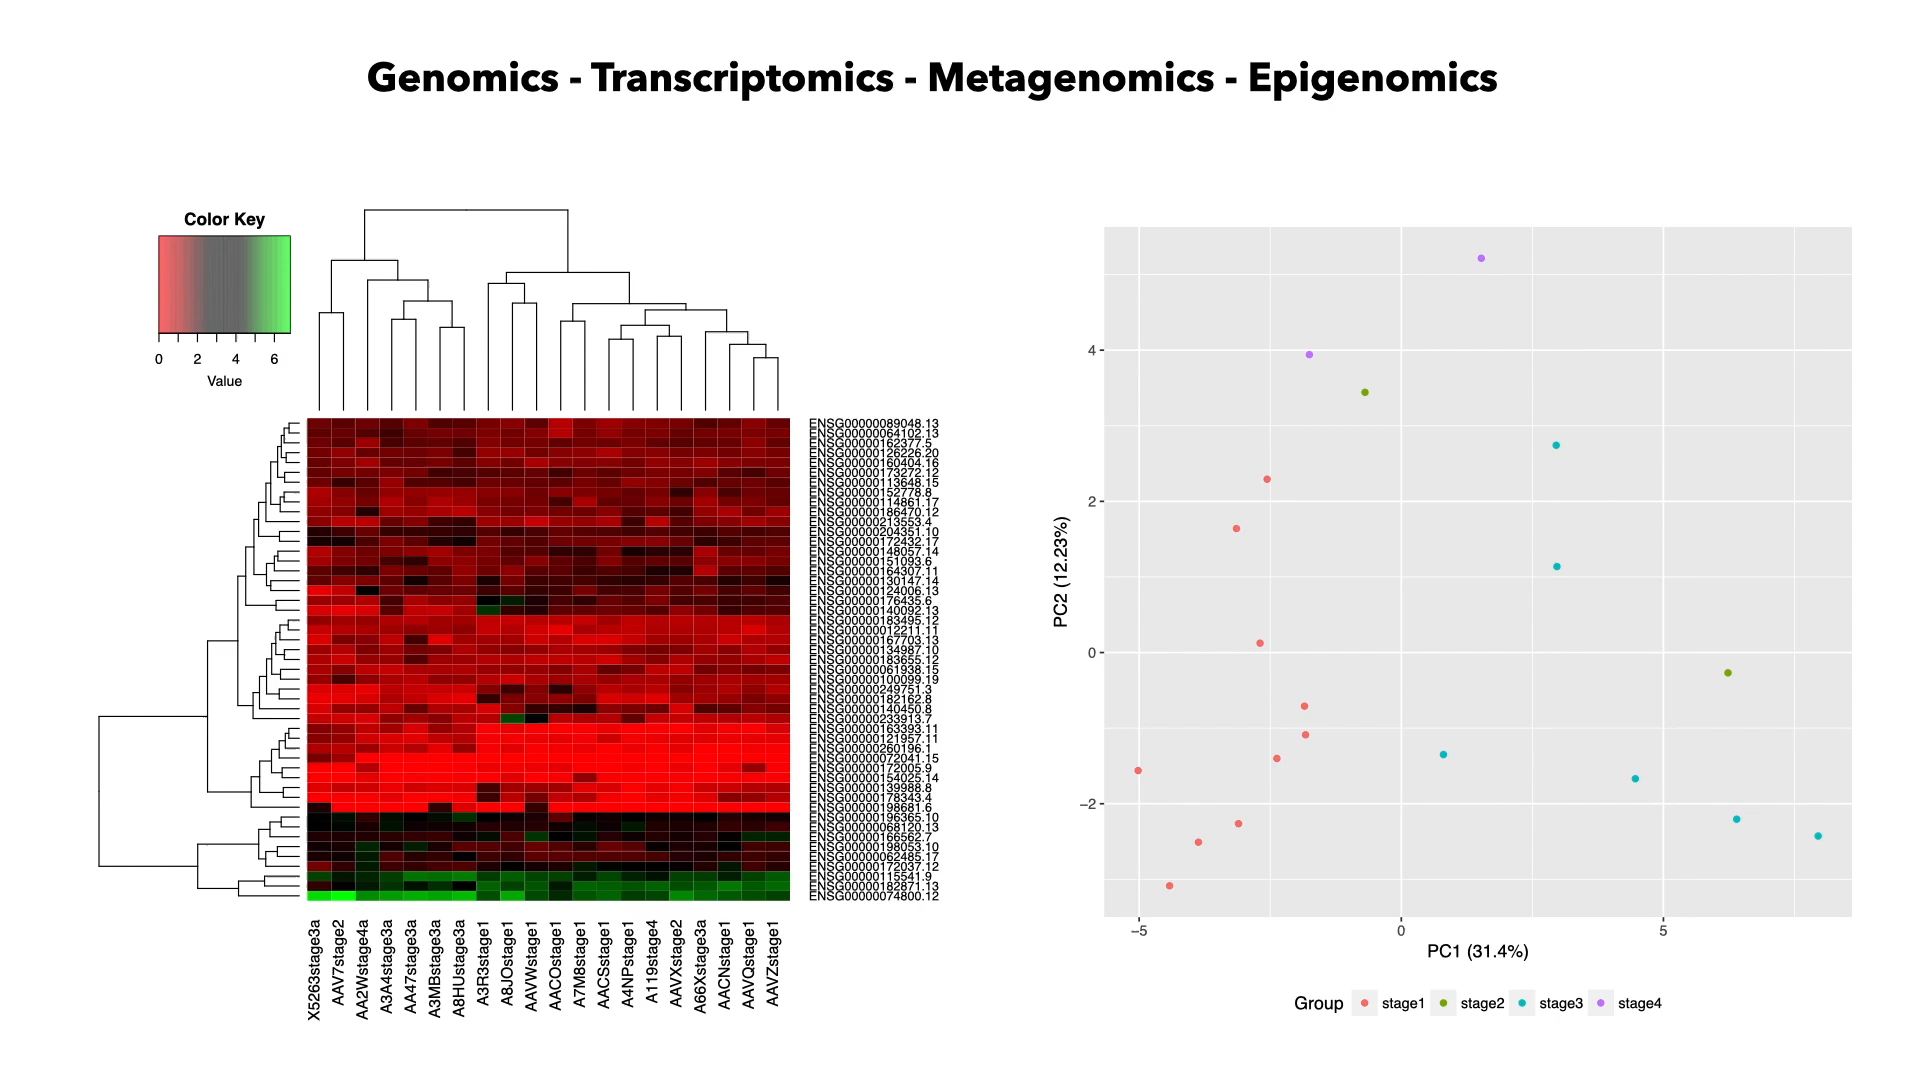 Genomics - Transcriptomics - Metagenomics - Epigenomics
Color Key
0 2 4 6
Value
ENSG00000089048.13
ENSG00000064102.13
ENSG00000162377.5
ENSG00000126226.20
ENSG00000160404.16
ENSG00000173272.12
ENSG00000113648.15
ENSG00000152778.8
ENSG00000114861.17
ENSG00000186470.12
ENSG00000213553.4
ENSG00000204351.10
ENSG00000172432.17
ENSG00000148057.14
ENSG00000151093.6
ENSG00000164307.11
ENSG00000130147.14
ENSG00000124006.13
ENSG00000176435.6
ENSG00000140092.13
ENSG00000183495.12
ENSG00000012211.11
ENSG00000167703.13
ENSG00000134987.10
ENSG00000183655.12
ENSG00000061938.15
ENSG00000100099.19
ENSG00000249751.3
ENSG00000182162.8
ENSG00000140450.8
ENSG00000233913.7
ENSG00000163393.11
ENSG00000121957.11
ENSG00000260196.1
ENSG00000072041.15
ENSG00000172005.9
ENSG00000154025.14
ENSG00000139988.8
ENSG00000178343.4
ENSG00000198681.6
ENSG00000196365.10
ENSG00000068120.13
ENSG00000166562.7
ENSG00000198053.10
ENSG00000062485.17
ENSG00000172037.12
ENSG00000115541.9
ENSG00000182871.13
ENSG00000074800.12
X5263stage3a
AAV7stage2
AA2Wstage4a
A3A4stage3a
AA47stage3a
A3MBstage3a
A8HUstage3a
A3R3stage1
A8JOstage1
AAVWstage1
AACOstage1
A7M8stage1
AACSstage1
A4NPstage1
A119stage4
AAVXstage2
A66Xstage3a
AACNstage1
AAVQstage1
AAVZstage1
PC2 (12.23%)
4
2
0
−2
−5 0 5
PC1 (31.4%)
Group stage1 stage2 stage3 stage4